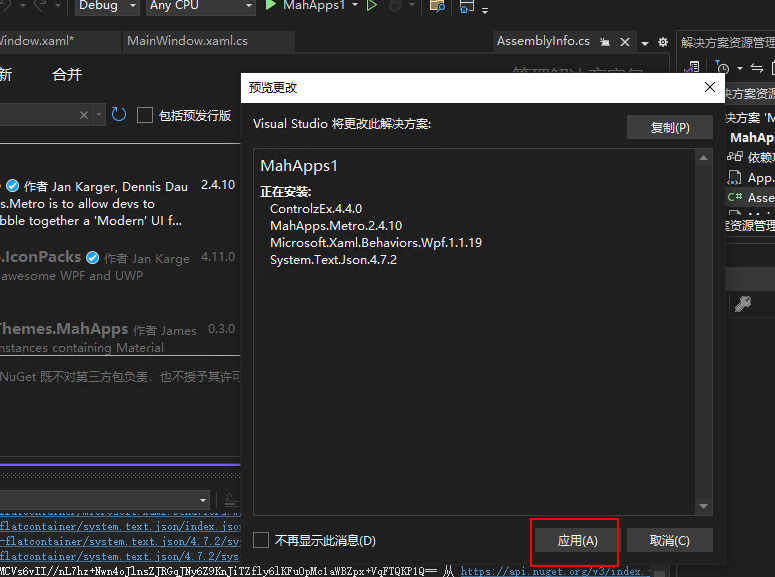 Debug
Any CPU
MahApps1
Window.xaml*
MainWindow.xaml.cs
AssemblyInfo.cs
解决方案资源管理
新
合并
包括预发行版
作者 Jan Karger, Dennis Dau
2.4.10
s.Metro is to allow devs to
bble together a 'Modern' UI f...
.IconPacks
作者 Jan Karge
4.11.0
awesome WPF and UWP
Themes.MahApps
作者 James
0.3.0
nstances containing Material
NuGet 既不对第三方包负责，也不授予其许可
预览更改
Visual Studio 将更改此解决方案:
复制(P)
MahApps1
正在安装:
ControlzEx.4.4.0
MahApps.Metro.2.4.10
Microsoft.Xaml.Behaviors.Wpf.1.1.19
System.Text.Json.4.7.2
不再显示此消息(D)
应用(A)
取消(C)
决方案资源
决方案 'M
MahAp
依赖项
App.
C# Asse
资源管理
flatcontainer/system.text.json/index.json
-flatcontainer/system.text.json/4.7.2/sys
flatcontainer/system.text.json/4.7.2/sys
从 https://api.nuget.org/v3/index.